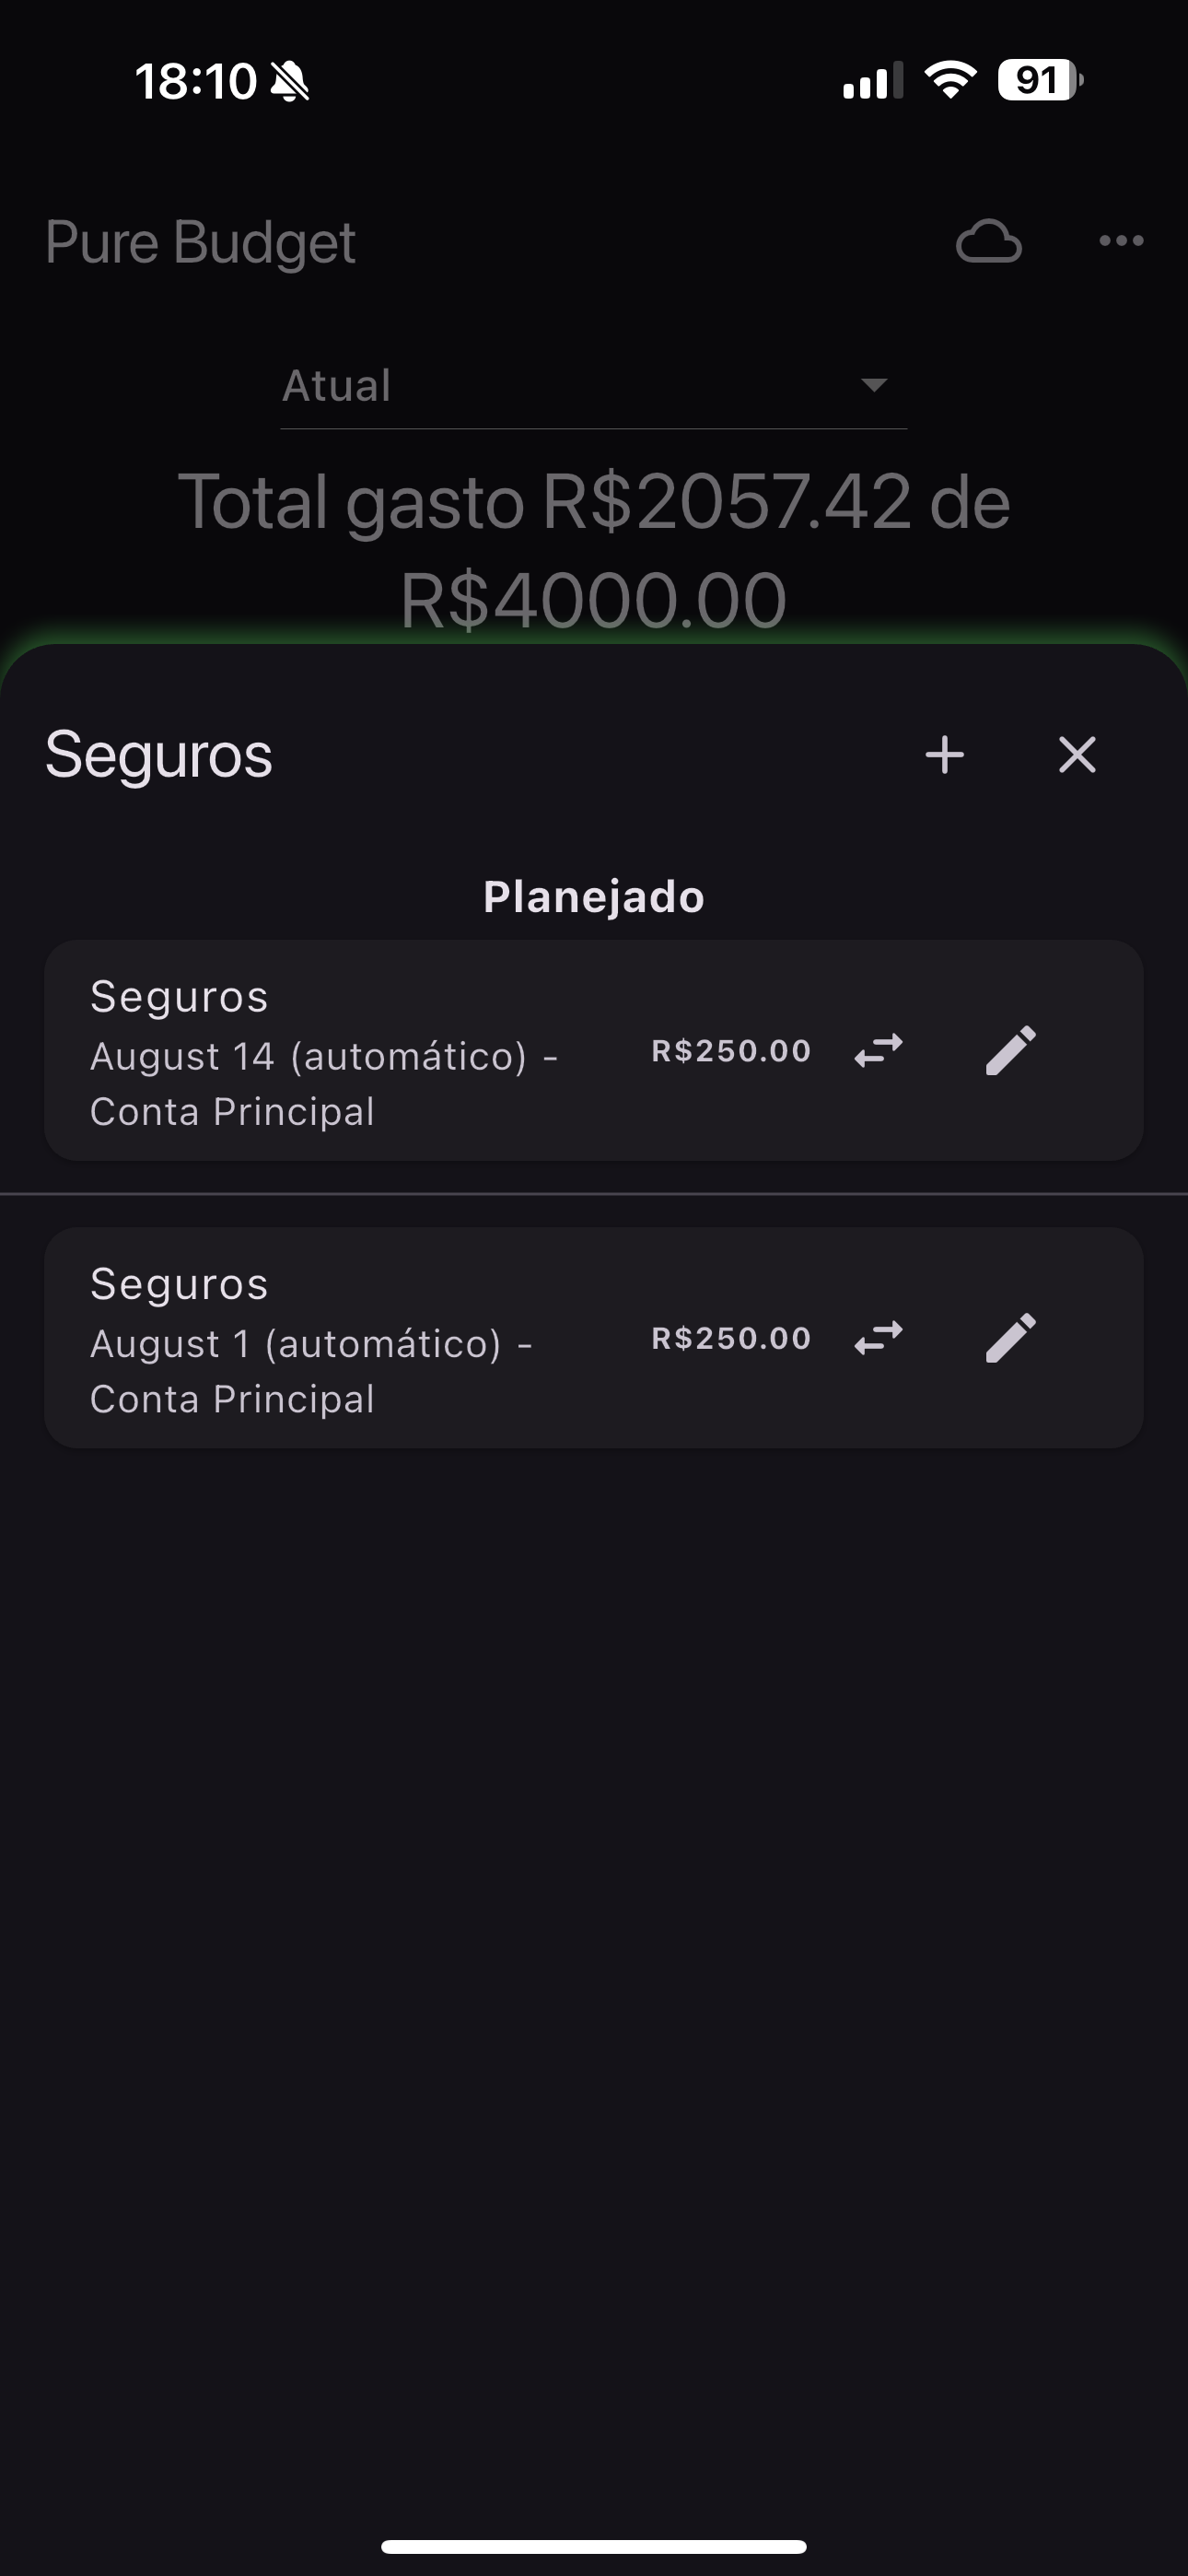 18:10
91
Pure Budget
Atual
Total gasto R$2057.42 de
R$4000.00
Seguros
Planejado
Seguros
August 14 (automático) -
Conta Principal
R$250.00
Seguros
August 1 (automático) -
Conta Principal
R$250.00